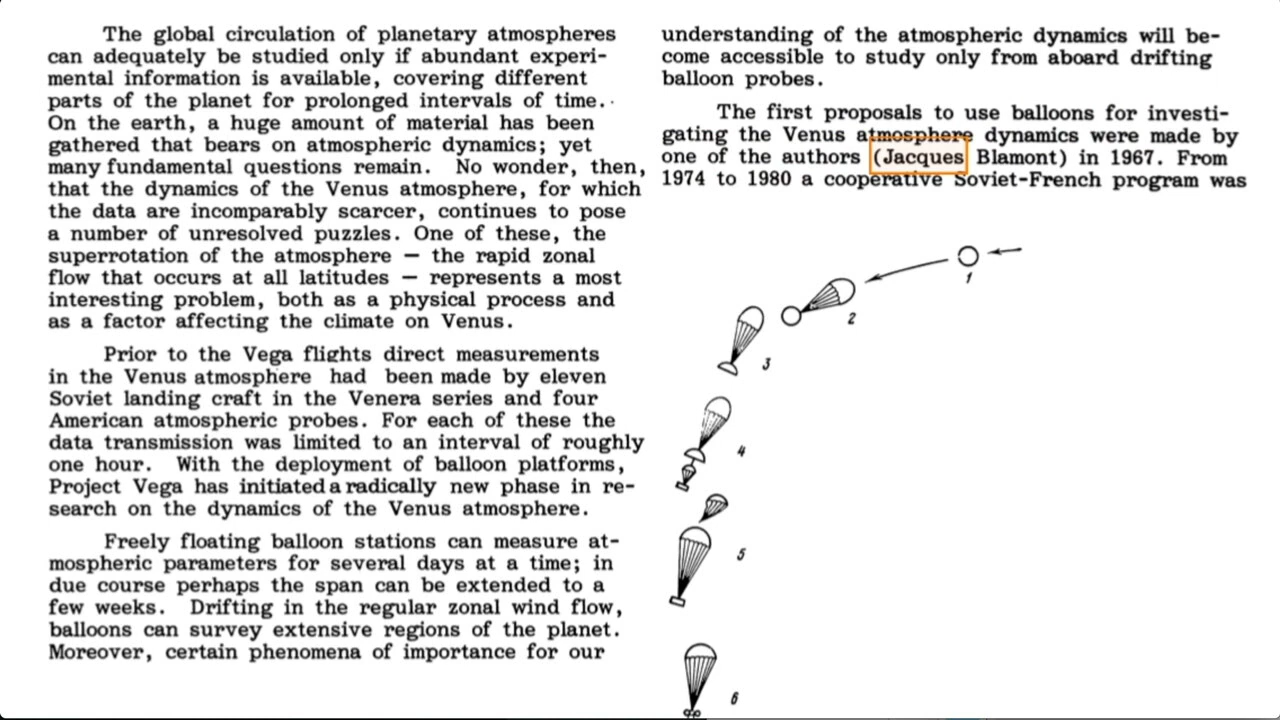 The global circulation of planetary atmospheres
can adequately be studied only if abundant experi-
mental information is available, covering different
parts of the planet for prolonged intervals of time.
On the earth, a huge amount of material has been
gathered that bears on atmospheric dynamics; yet
many fundamental questions remain. No wonder, then,
that the dynamics of the Venus atmosphere, for which
the data are incomparably scarcer, continues to pose
a number of unresolved puzzles. One of these, the
superrotation of the atmosphere — the rapid zonal
flow that occurs at all latitudes — represents a most
interesting problem, both as a physical process and
as a factor affecting the climate on Venus.
Prior to the Vega flights direct measurements
in the Venus atmosphere had been made by eleven
Soviet landing craft in the Venera series and four
American atmospheric probes. For each of these the
data transmission was limited to an interval of roughly
one hour. With the deployment of balloon platforms,
Project Vega has initiated a radically new phase in re-
search on the dynamics of the Venus atmosphere.
Freely floating balloon stations can measure at-
mospheric parameters for several days at a time; in
due course perhaps the span can be extended to a
few weeks. Drifting in the regular zonal wind flow,
balloons can survey extensive regions of the planet.
Moreover, certain phenomena of importance for our
understanding of the atmospheric dynamics will be-
come accessible to study only from aboard drifting
balloon probes.
The first proposals to use balloons for investi-
gating the Venus atmosphere dynamics were made by
one of the authors (Jacques Blamont) in 1967. From
1974 to 1980 a cooperative Soviet-French program was
1
2
3
4
5
6